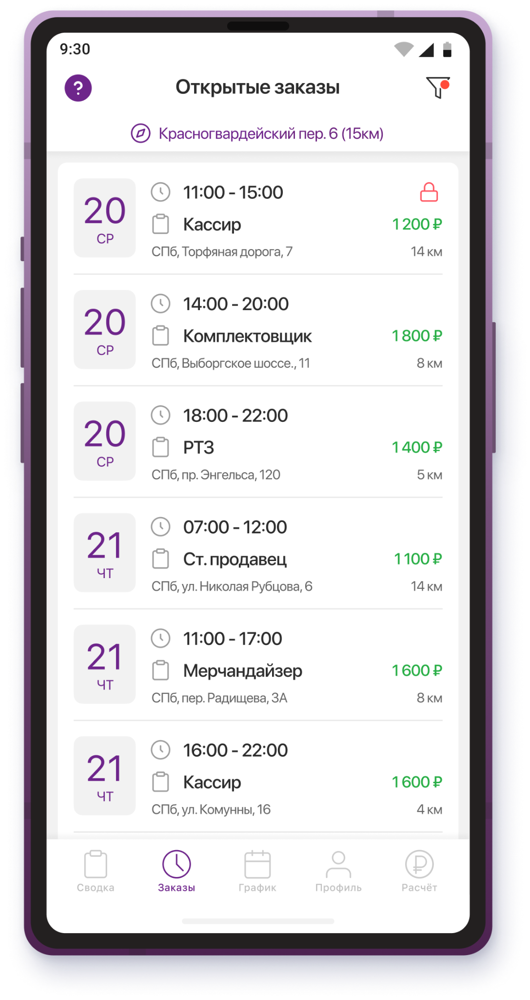 9:30
?
Открытые заказы
Красногвардейский пер. 6 (15км)
20
СР
11:00 - 15:00
Кассир
1 200 ₽
СПб, Торфяная дорога, 7
14 км
20
СР
14:00 - 20:00
Комплектовщик
1 800 ₽
СПб, Выборгское шоссе., 11
8 км
20
СР
18:00 - 22:00
РТЗ
1 400 ₽
СПб, пр. Энгельса, 120
5 км
21
ЧТ
07:00 - 12:00
Ст. продавец
1 100 ₽
СПб, ул. Николая Рубцова, 6
14 км
21
ЧТ
11:00 - 17:00
Мерчандайзер
1 600 ₽
СПб, пер. Радищева, 3А
8 км
21
ЧТ
16:00 - 22:00
Кассир
1 600 ₽
СПб, ул. Комунны, 16
4 км
Сводка
Заказы
График
Профиль
Расчёт